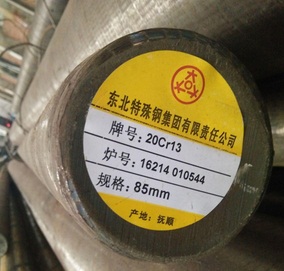 东北特殊钢集团有限责任公司
牌号: 20Cr13
炉号: 16214 010544
规格: 85mm
产地: 抚顺